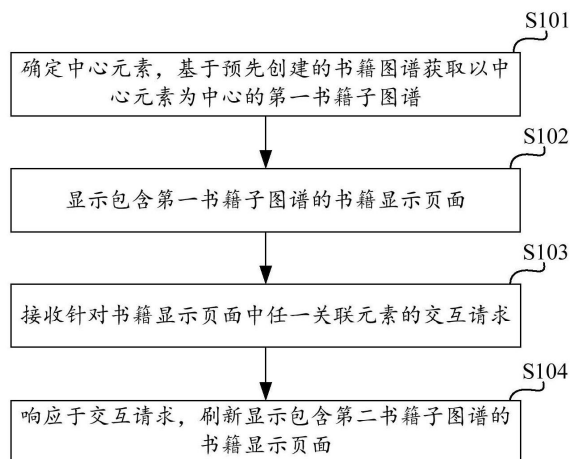 S101
确定中心元素，基于预先创建的书籍图谱获取以中
心元素为中心的第一书籍子图谱
S102
显示包含第一书籍子图谱的书籍显示页面
S103
接收针对书籍显示页面中任一关联元素的交互请求
S104
响应于交互请求，刷新显示包含第二书籍子图谱的
书籍显示页面